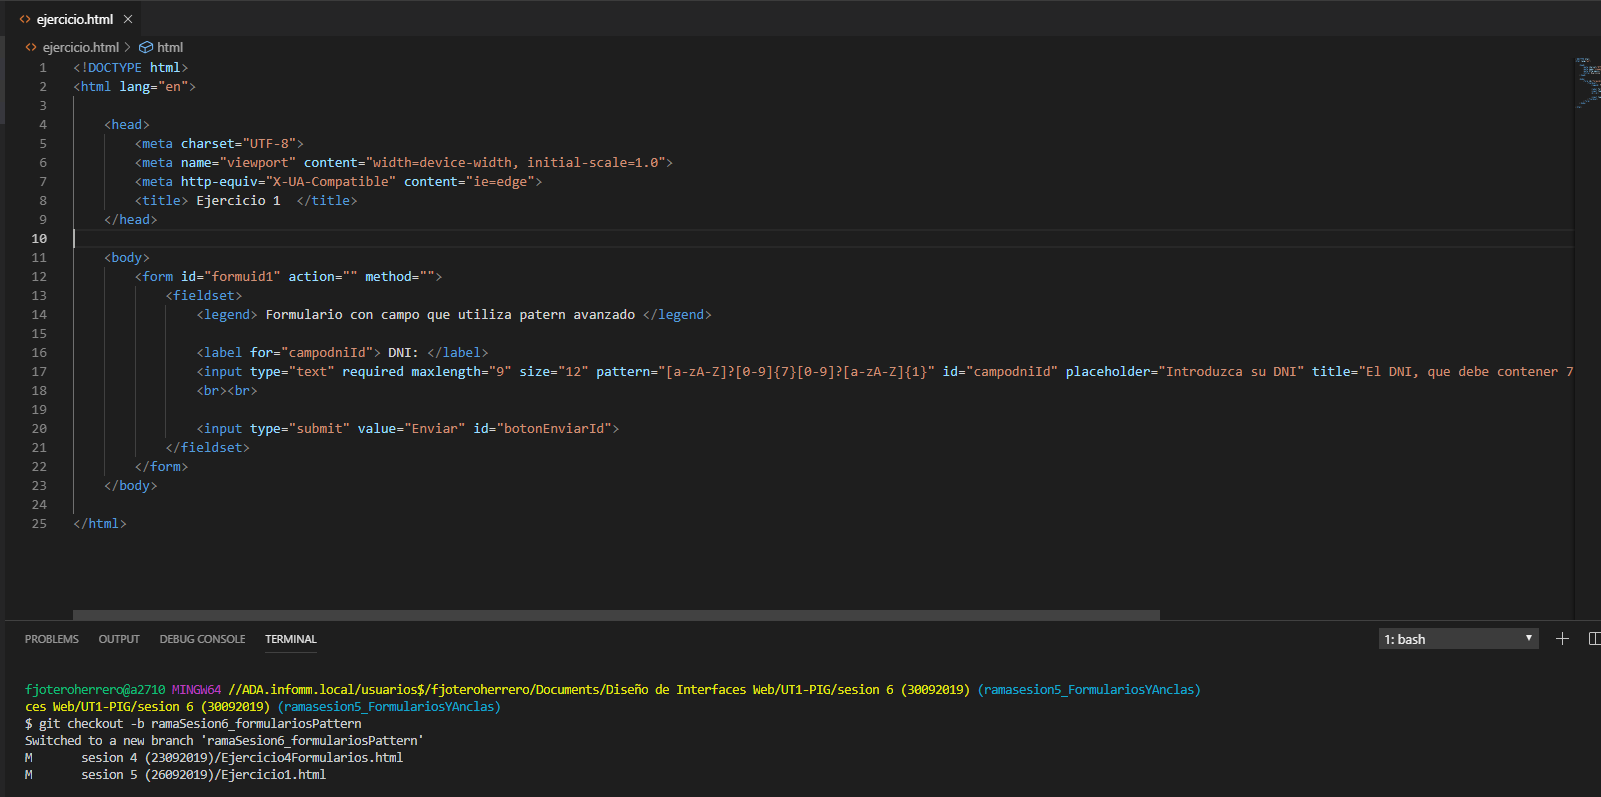 ejercicio.html
ejercicio.html > html
1 <!DOCTYPE html>
2 <html lang="en">
3
4 <head>
5 <meta charset="UTF-8">
6 <meta name="viewport" content="width=device-width, initial-scale=1.0">
7 <meta http-equiv="X-UA-Compatible" content="ie=edge">
8 <title> Ejercicio 1  </title>
9 </head>
10
11 <body>
12 <form id="formuid1" action="" method="">
13 <fieldset>
14 <legend> Formulario con campo que utiliza patern avanzado </legend>
15
16 <label for="campodniId"> DNI: </label>
17 <input type="text" required maxlength="9" size="12" pattern="[a-zA-Z]?[0-9]{7}[0-9]?[a-zA-Z]{1}" id="campodniId" placeholder="Introduzca su DNI" title="El DNI, que debe contener 7
18 <br><br>
19
20 <input type="submit" value="Enviar" id="botonEnviarId">
21 </fieldset>
22 </form>
23 </body>
24
25 </html>
PROBLEMS OUTPUT DEBUG CONSOLE TERMINAL 1: bash
fjoteroherrero@a2710 MINGW64 //ADA.infomm.local/usuarios$/fjoteroherrero/Documents/Diseño de Interfaces Web/UT1-PIG/sesion 6 (30092019) (ramasesion5_FormulariosYAnclas)
ces Web/UT1-PIG/sesion 6 (30092019) (ramasesion5_FormulariosYAnclas)
$ git checkout -b ramaSesion6_formulariosPattern
Switched to a new branch 'ramaSesion6_formulariosPattern'
M       sesion 4 (23092019)/Ejercicio4Formularios.html
M       sesion 5 (26092019)/Ejercicio1.html